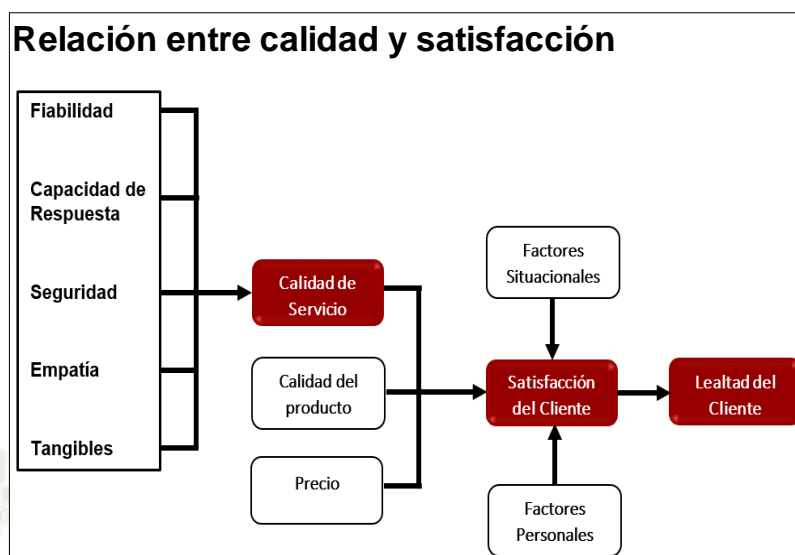 Relación entre calidad y satisfacción
Fiabilidad
Capacidad de
Respuesta
Seguridad
Empatía
Tangibles
Calidad de
Servicio
Calidad del
producto
Precio
Factores
Situacionales
Satisfacción
del Cliente
Factores
Personales
Lealtad del
Cliente